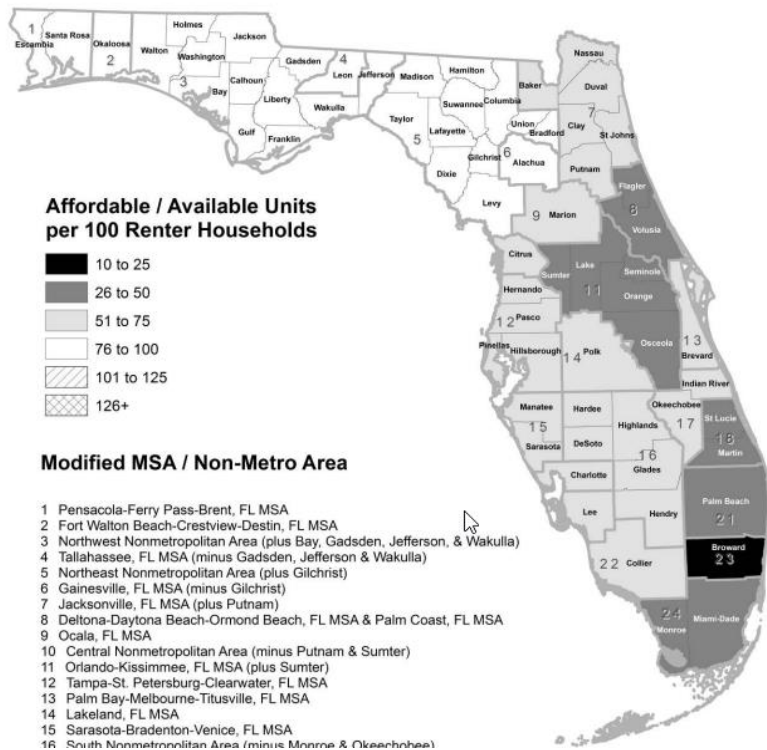 1
Escambia
Santa Rosa
Okaloosa
2
Walton
Holmes
Washington
Jackson
3
Bay
Calhoun
Gulf
Liberty
Franklin
Gadsden
4
Leon
Jefferson
Wakulla
Madison
Hamilton
Taylor
Suwannee
Columbia
Lafayette
5
Dixie
Gilchrist
Levy
Baker
Union
Bradford
6
Alachua
Nassau
Duval
7
Clay
St Johns
Putnam
Flagler
8
Volusia
9
Marion
Citrus
Sumter
Lake
Seminole
11
Orange
Osceola
Hernando
12
Pasco
Pinellas
Hillsborough
14
Polk
13
Brevard
Indian River
Okeechobee
17
St Lucie
16
Martin
Manatee
15
Sarasota
Hardee
DeSoto
Highlands
16
Glades
Charlotte
Lee
Hendry
Palm Beach
21
Broward
23
22
Collier
24
Monroe
Miami-Dade
Affordable / Available Units
per 100 Renter Households
10 to 25
26 to 50
51 to 75
76 to 100
101 to 125
126+
Modified MSA / Non-Metro Area
1 Pensacola-Ferry Pass-Brent, FL MSA
2 Fort Walton Beach-Crestview-Destin, FL MSA
3 Northwest Nonmetropolitan Area (plus Bay, Gadsden, Jefferson, & Wakulla)
4 Tallahassee, FL MSA (minus Gadsden, Jefferson & Wakulla)
5 Northeast Nonmetropolitan Area (plus Gilchrist)
6 Gainesville, FL MSA (minus Gilchrist)
7 Jacksonville, FL MSA (plus Putnam)
8 Deltona-Daytona Beach-Ormond Beach, FL MSA & Palm Coast, FL MSA
9 Ocala, FL MSA
10 Central Nonmetropolitan Area (minus Putnam & Sumter)
11 Orlando-Kissimmee, FL MSA (plus Sumter)
12 Tampa-St. Petersburg-Clearwater, FL MSA
13 Palm Bay-Melbourne-Titusville, FL MSA
14 Lakeland, FL MSA
15 Sarasota-Bradenton-Venice, FL MSA
16 South Nonmetropolitan Area (minus Monroe & Okeechobee)